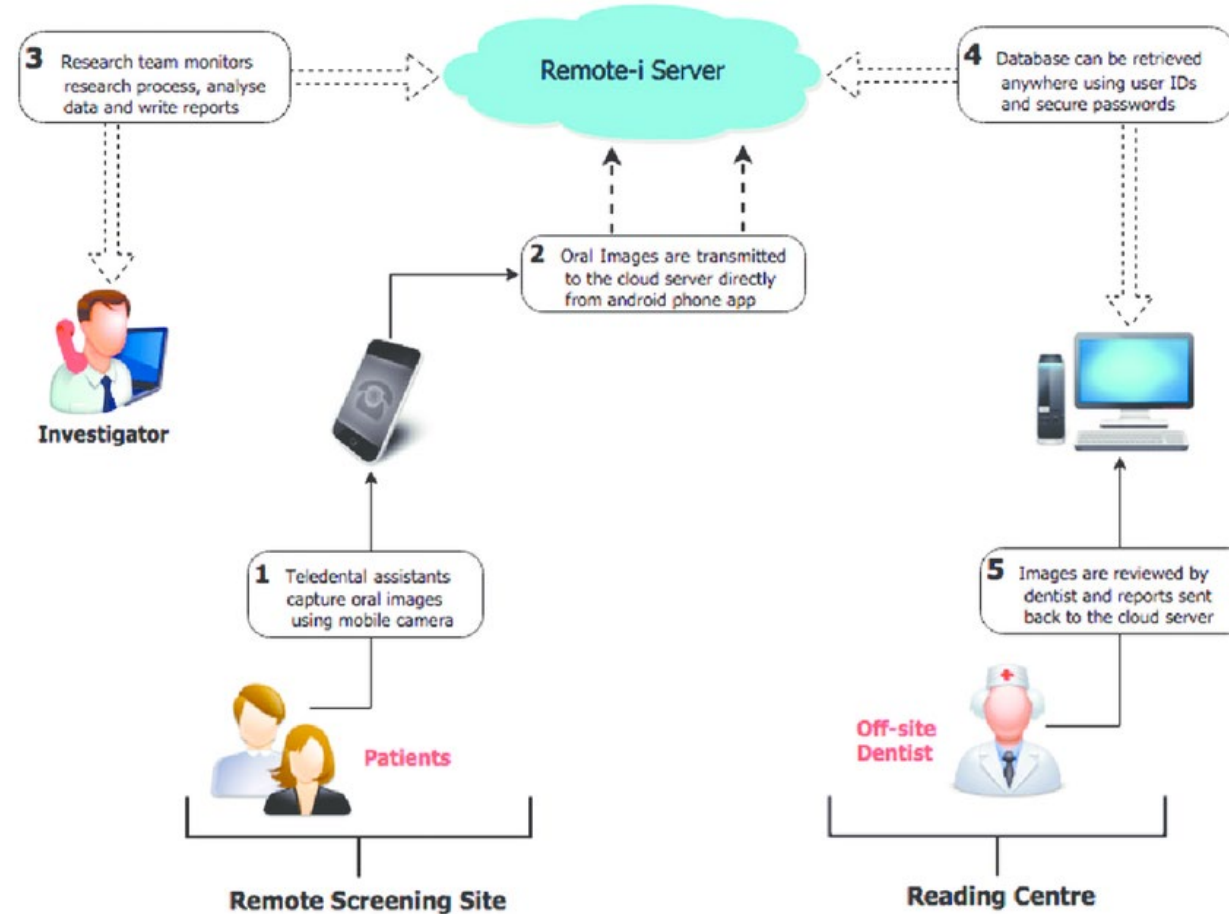 Remote-i Server
3 Research team monitors
research process, analyse
data and write reports
4 Database can be retrieved
anywhere using user IDs
and secure passwords
2 Oral Images are transmitted
to the cloud server directly
from android phone app
Investigator
1 Teledental assistants
capture oral images
using mobile camera
5 Images are reviewed by
dentist and reports sent
back to the cloud server
Patients
Off-site
Dentist
Remote Screening Site
Reading Centre